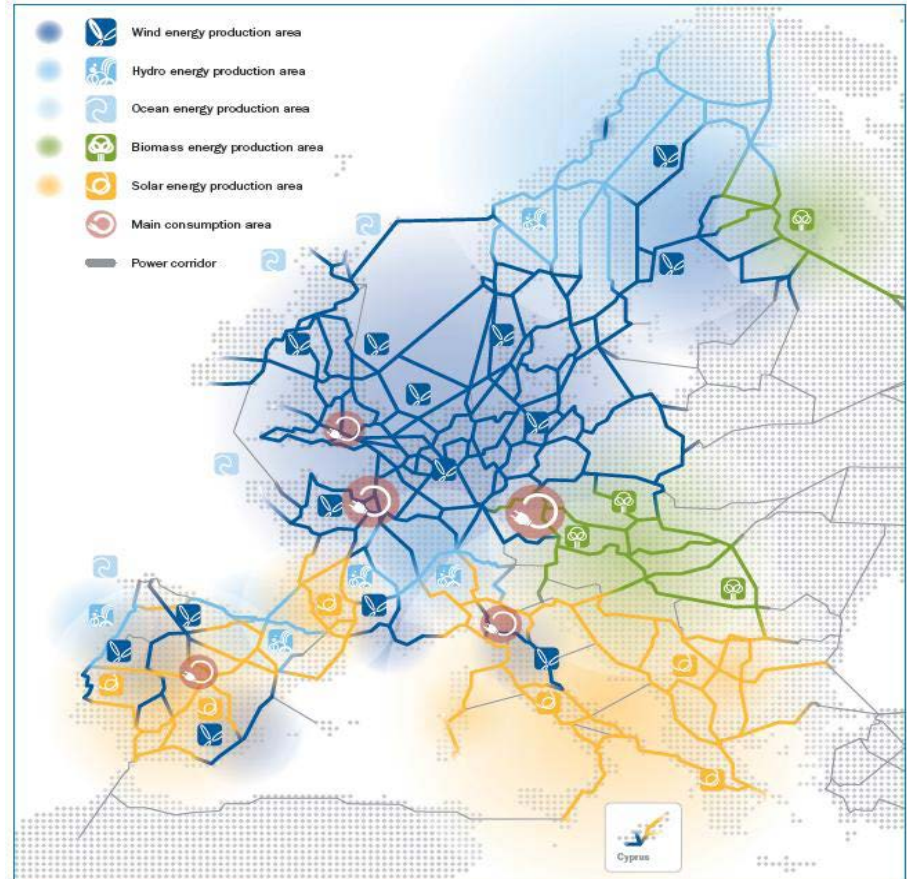 Wind energy production area
Hydro energy production area
Ocean energy production area
Biomass energy production area
Solar energy production area
Main consumption area
Power corridor
Cyprus